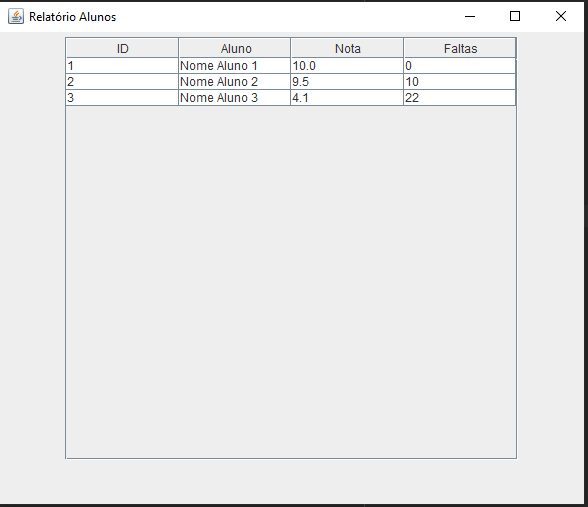 Relatório Alunos
ID Aluno Nota Faltas
1 Nome Aluno 1 10.0 0
2 Nome Aluno 2 9.5 10
3 Nome Aluno 3 4.1 22